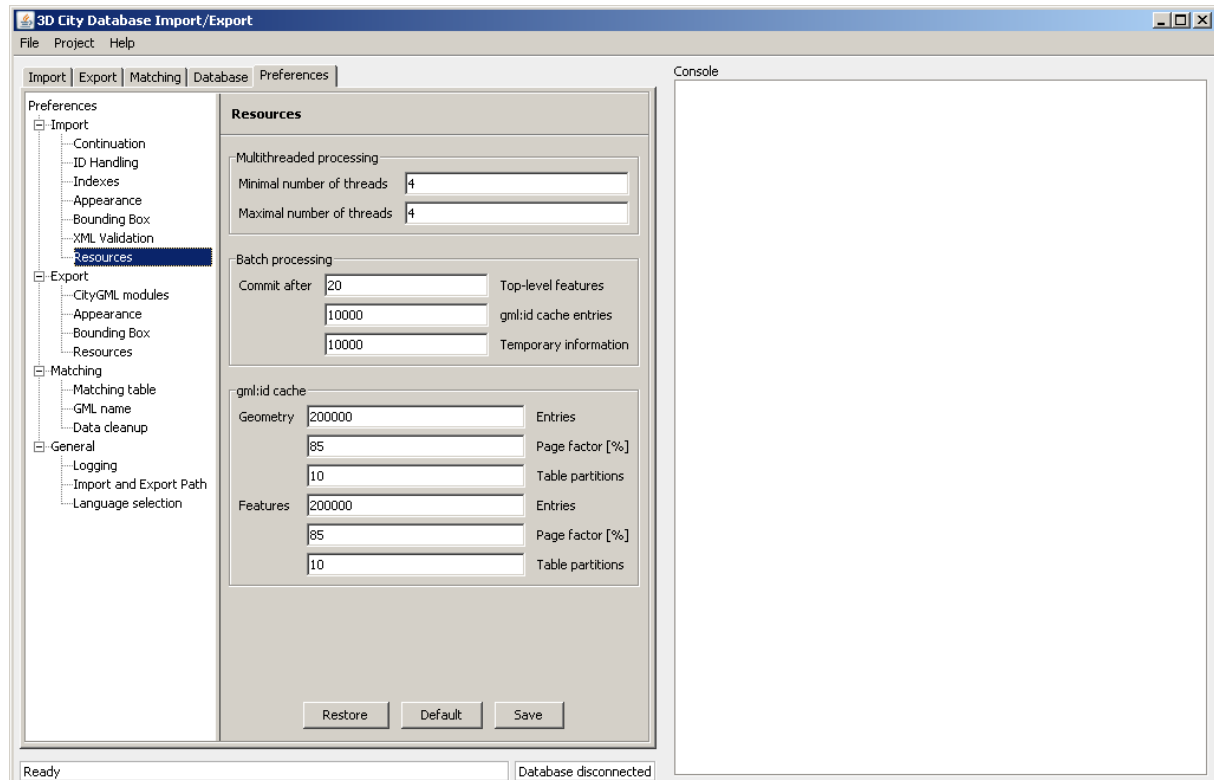 3D City Database Import/Export
File Project Help
Import Export Matching Database Preferences
Console
Preferences
Import
Continuation
ID Handling
Indexes
Appearance
Bounding Box
XML Validation
Resources
Export
CityGML modules
Appearance
Bounding Box
Resources
Matching
Matching table
GML name
Data cleanup
General
Logging
Import and Export Path
Language selection
Resources
Multithreaded processing
Minimal number of threads 4
Maximal number of threads 4
Batch processing
Commit after 20 Top-level features
10000 gml:id cache entries
10000 Temporary information
gml:id cache
Geometry 200000 Entries
85 Page factor [%]
10 Table partitions
Features 200000 Entries
85 Page factor [%]
10 Table partitions
Restore Default Save
Ready Database disconnected